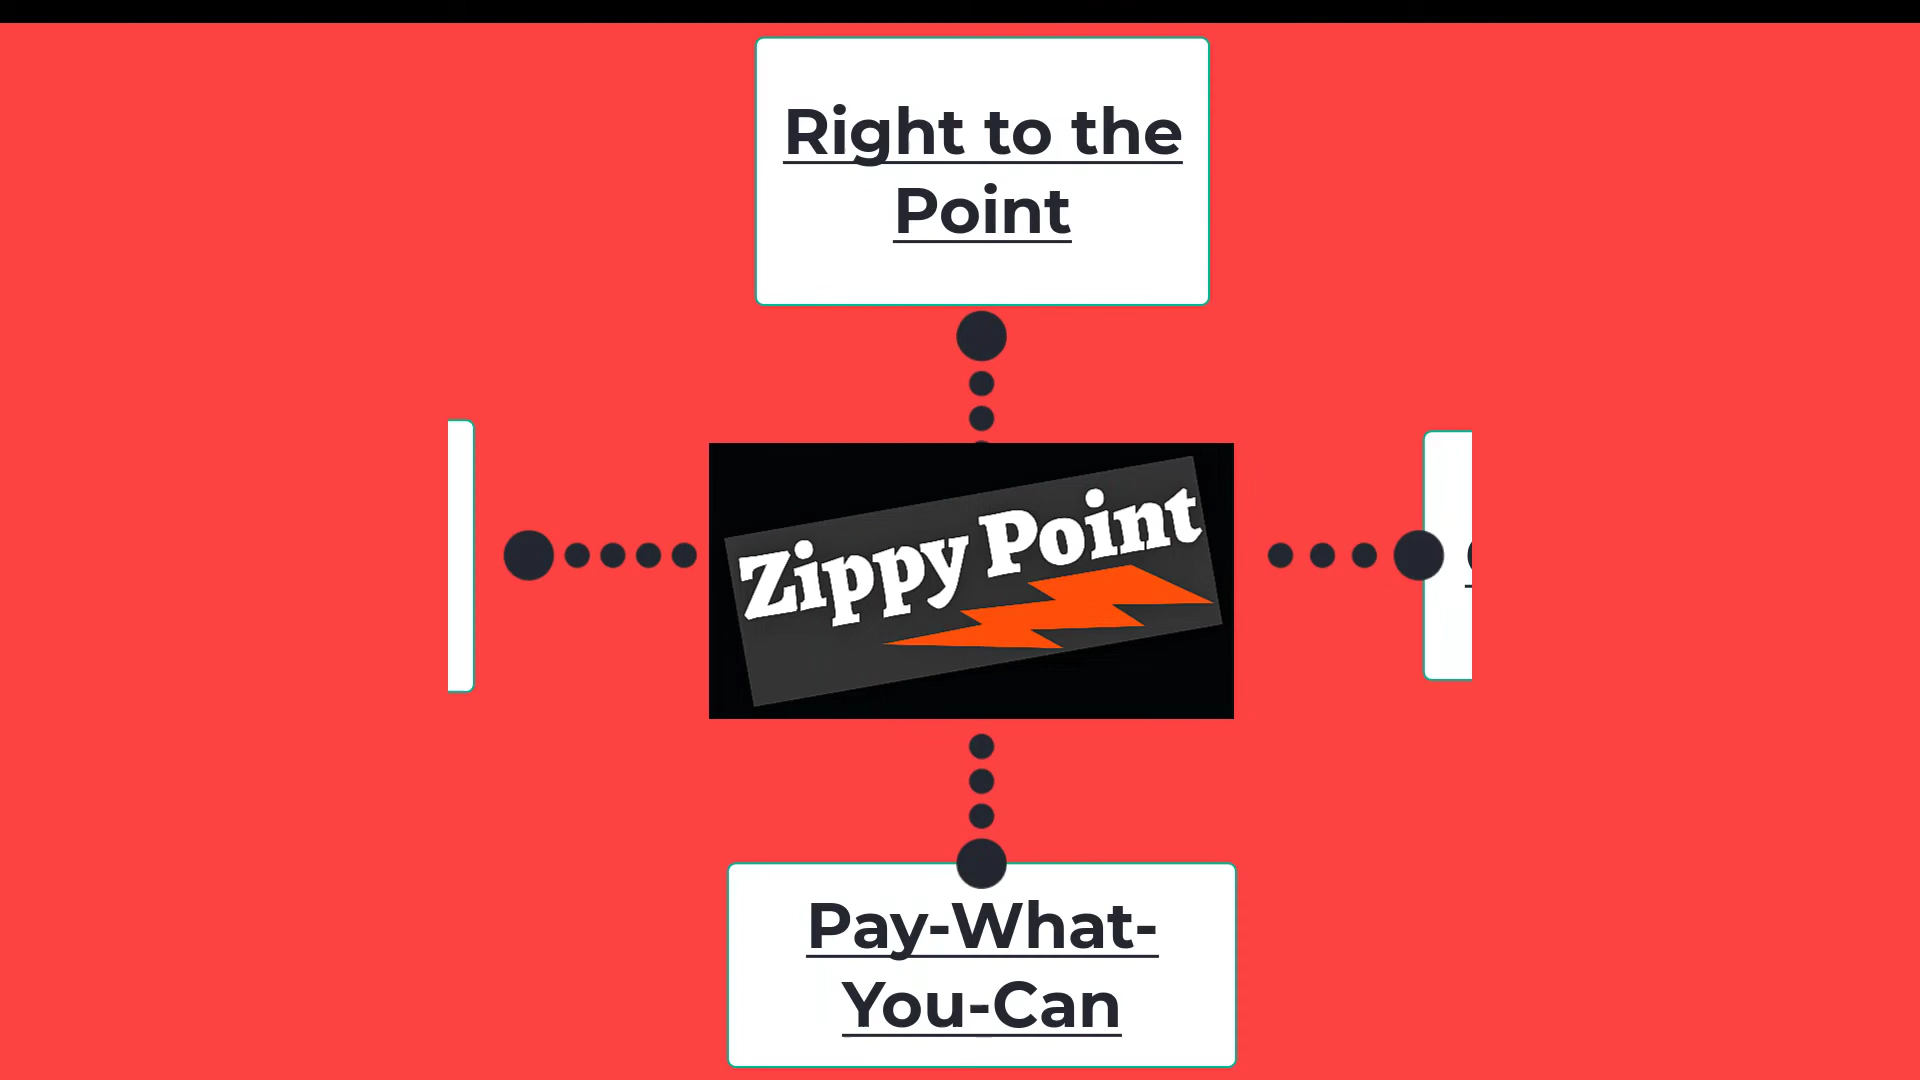 Right to the
Point
Zippy Point
Pay-What-
You-Can